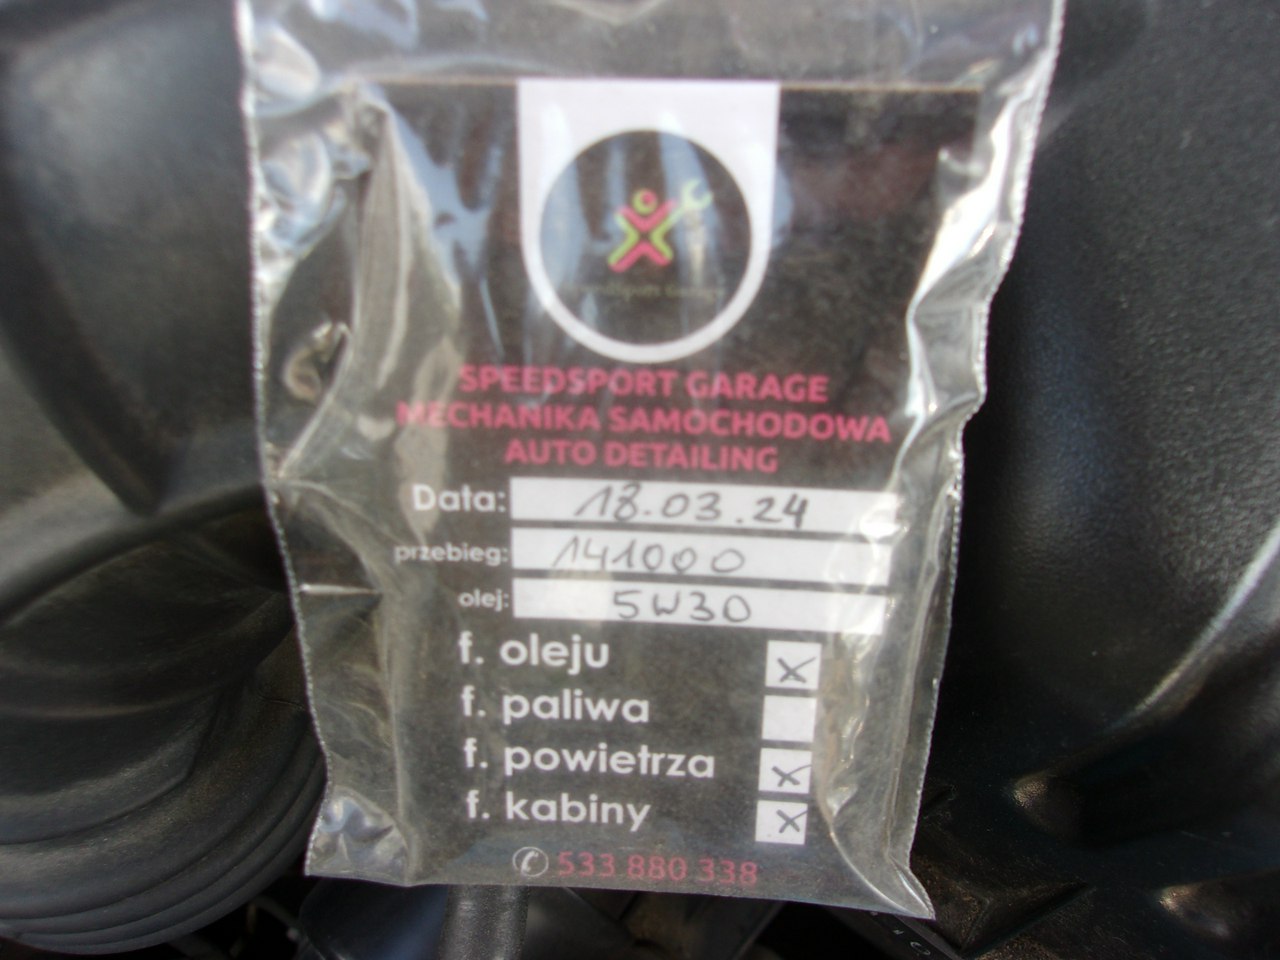 SPEEDSPORT GARAGE
MECHANIKA SAMOCHODOWA
AUTO DETAILING
Data: 18.03.24
przebieg: 141000
olej: 5W30
f. oleju x
f. paliwa
f. powietrza x
f. kabiny x
533 880 338